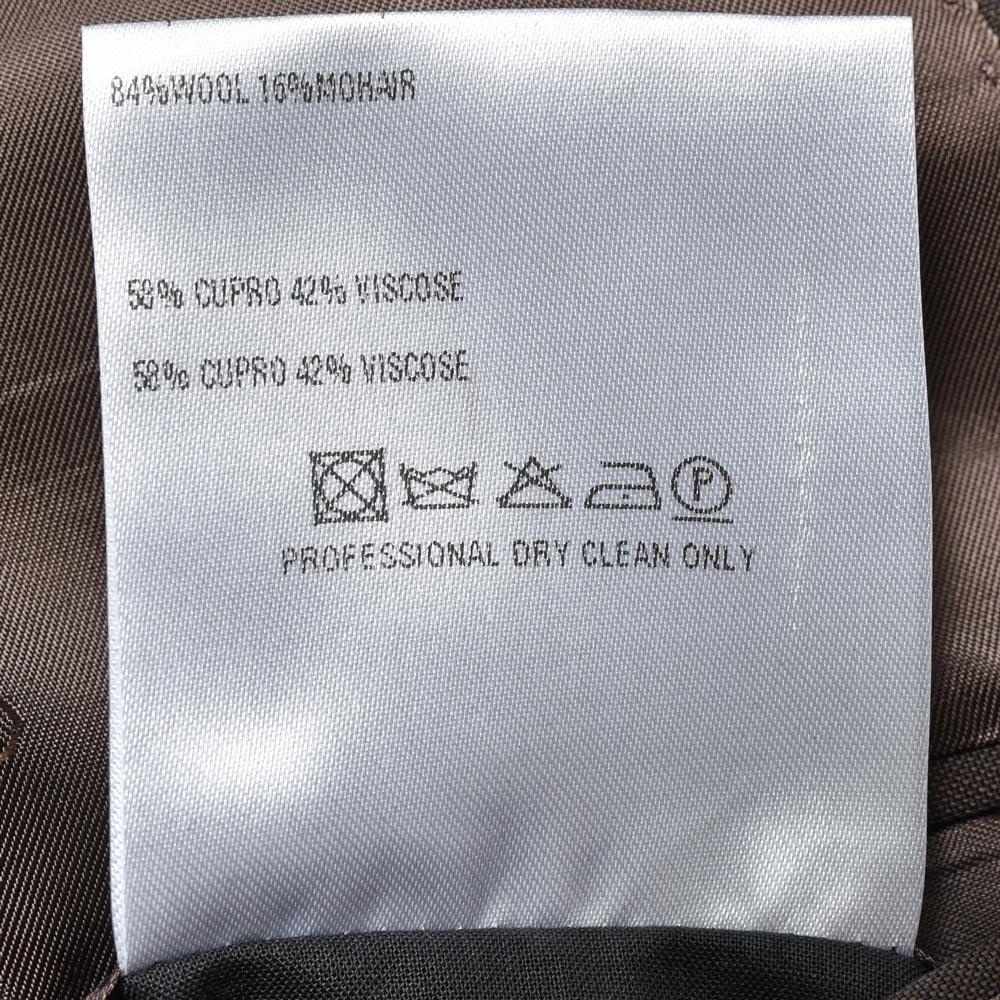 84%WOOL 16%MOHAIR
58% CUPRO 42% VISCOSE
58% CUPRO 42% VISCOSE
P
PROFESSIONAL DRY CLEAN ONLY